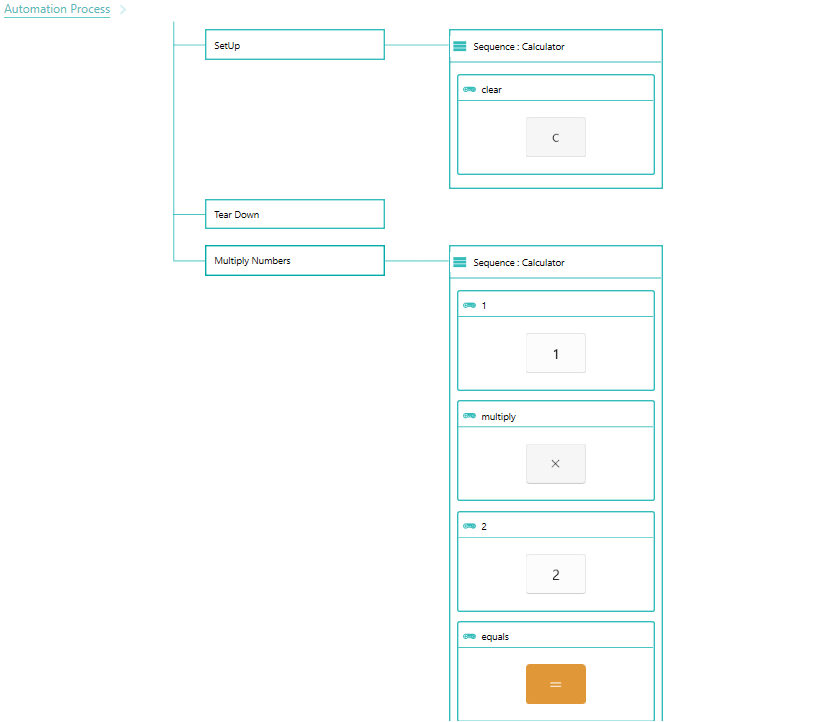 Automation Process
SetUp
Sequence : Calculator
clear
C
Tear Down
Multiply Numbers
Sequence : Calculator
1
1
multiply
×
2
2
equals
=